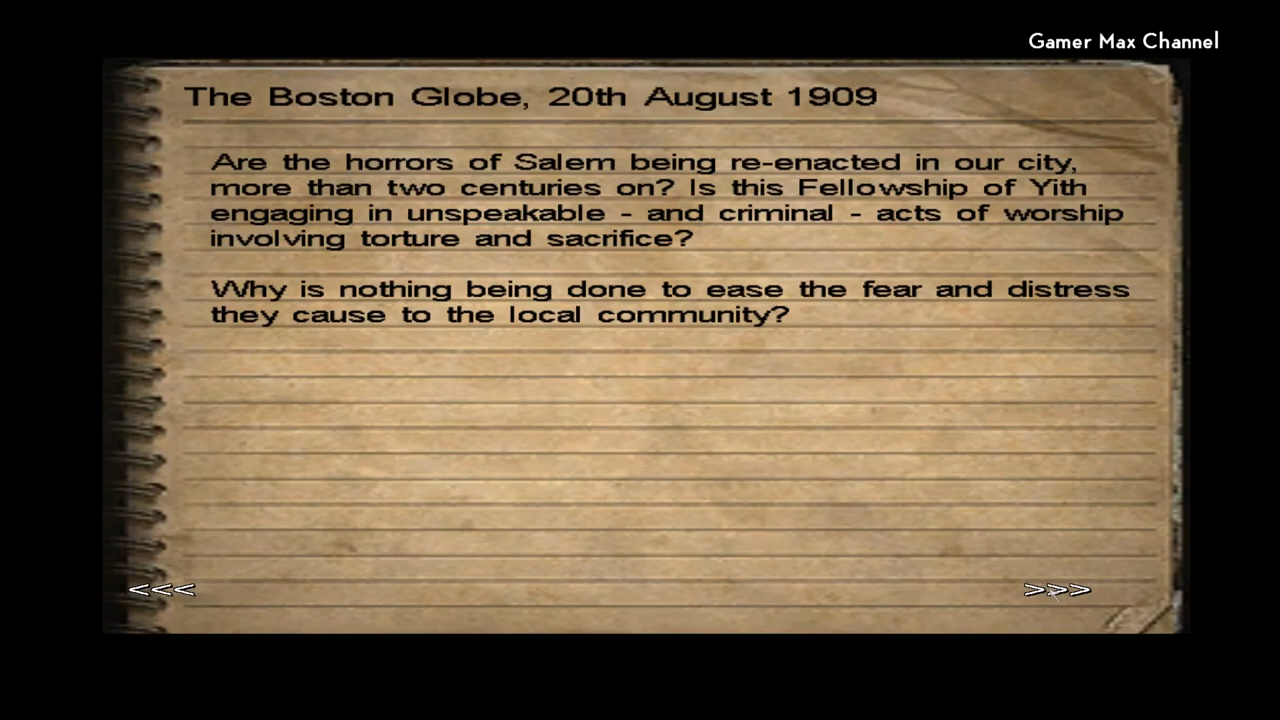 Gamer Max Channel
The Boston Globe, 20th August 1909
Are the horrors of Salem being re-enacted in our city,
more than two centuries on? Is this Fellowship of Yith
engaging in unspeakable - and criminal - acts of worship
involving torture and sacrifice?
Why is nothing being done to ease the fear and distress
they cause to the local community?
<<< >>>